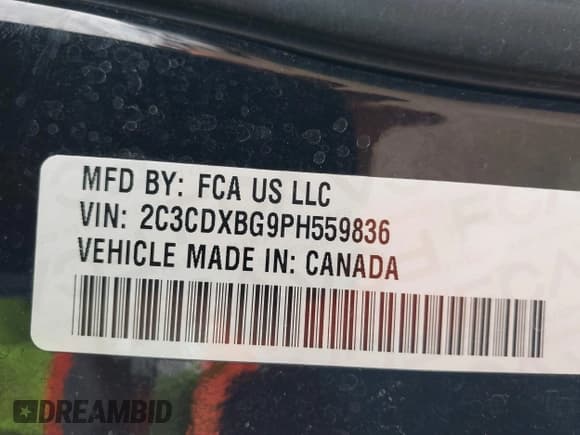 MFD BY: FCA US LLC
VIN: 2C3CDXBG9PH559836
VEHICLE MADE IN: CANADA
DREAMBID